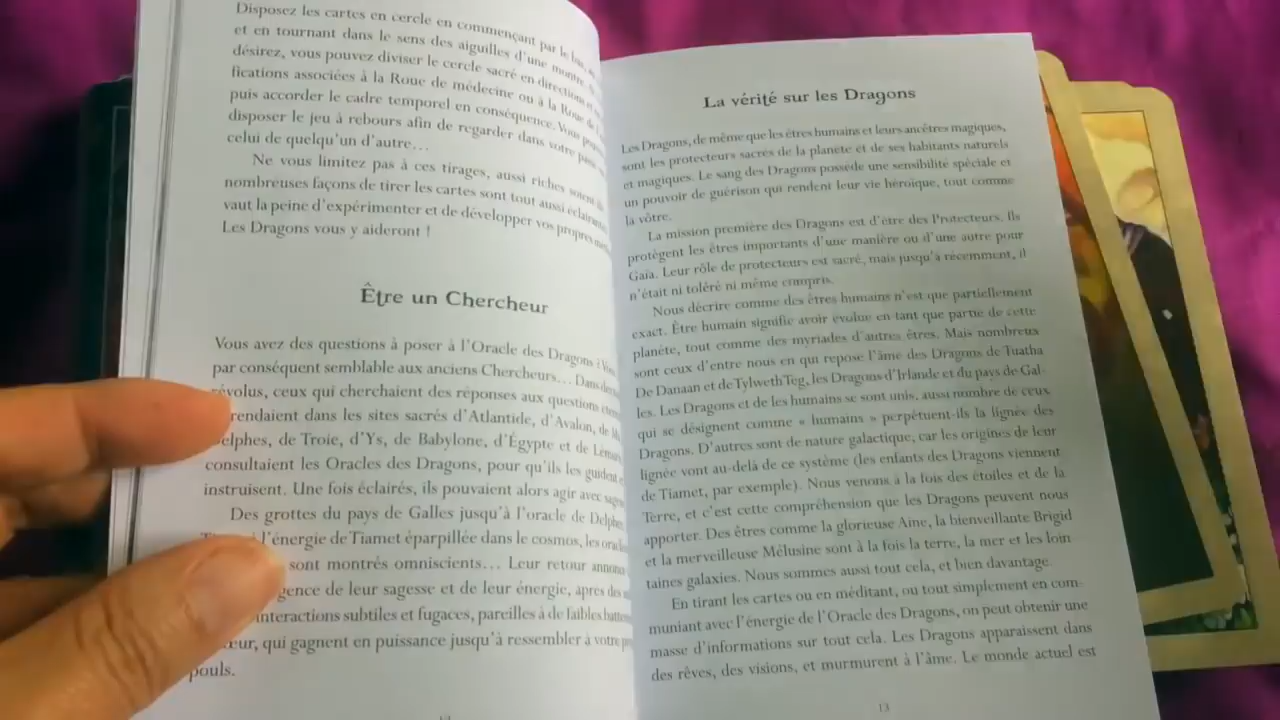 Disposez les cartes en cercle en commençant par le bas,
et en tournant dans le sens des aiguilles d'une montre.
désirez, vous pouvez diviser le cercle sacré en directions et
fications associées à la Roue de médecine ou à la Roue de
puis accorder le cadre temporel en conséquence. Vous
disposer le jeu à rebours afin de regarder dans votre
celui de quelqu'un d'autre…
Ne vous limitez pas à ces tirages, aussi riches
nombreuses façons de tirer les cartes sont tout aussi
vaut la peine d'expérimenter et de développer vos propres
Les Dragons vous y aideront !
Être un Chercheur
Vous avez des questions à poser à l'Oracle des Dragons ?
par conséquent semblable aux anciens Chercheurs… Dans
révolus, ceux qui cherchaient des réponses aux questions
rendaient dans les sites sacrés d'Atlantide, d'Avalon, de
elphes, de Troie, d'Ys, de Babylone, d'Égypte et de
consultaient les Oracles des Dragons, pour qu'ils les guident
instruisent. Une fois éclairés, ils pouvaient alors agir avec
Des grottes du pays de Galles jusqu'à l'oracle de
l'énergie de Tiamet éparpillée dans le cosmos, les
sont montrés omniscients… Leur retour
gence de leur sagesse et de leur énergie, apres
interactions subtiles et fugaces, pareilles à de faibles
œur, qui gagnent en puissance jusqu'à ressembler à votre
pouls.
La vérité sur les Dragons
Les Dragons, de même que les êtres humains et leurs ancêtres magiques,
sont les protecteurs sacrés de la planète et de ses habitants naturels
et magiques. Le sang des Dragons possède une sensibilité spéciale et
un pouvoir de guérison qui rendent leur vie héroïque, tout comme
la vôtre.
La mission première des Dragons est d'être des Protecteurs. Ils
protègent les êtres importants d'une manière ou d'une autre pour
Gaïa. Leur rôle de protecteurs est sacré, mais jusqu'à récemment, il
n'était ni toléré ni même compris.
Nous décrire comme des êtres humains n'est que partiellement
exact. Être humain signifie avoir évolué en tant que partie de cette
planète, tout comme des myriades d'autres êtres. Mais nombreux
sont ceux d'entre nous en qui repose l'âme des Dragons de Tuatha
De Danaan et de Tylweth Teg, les Dragons d'Irlande et du pays de Gal-
les. Les Dragons et de les humains se sont unis, aussi nombre de ceux
qui se désignent comme « humains » perpétuent-ils la lignée des
Dragons. D'autres sont de nature galactique, car les origines de leur
lignée vont au-delà de ce système (les enfants des Dragons viennent
de Tiamet, par exemple). Nous venons à la fois des étoiles et de la
Terre, et c'est cette compréhension que les Dragons peuvent nous
apporter. Des êtres comme la glorieuse Aine, la bienveillante Brigid
et la merveilleuse Mélusine sont à la fois la terre, la mer et les loin
taines galaxies. Nous sommes aussi tout cela, et bien davantage.
En tirant les cartes ou en méditant, ou tout simplement en com-
muniant avec l'énergie de l'Oracle des Dragons, on peut obtenir une
masse d'informations sur tout cela. Les Dragons apparaissent dans
des rêves, des visions, et murmurent à l'âme. Le monde actuel est
13